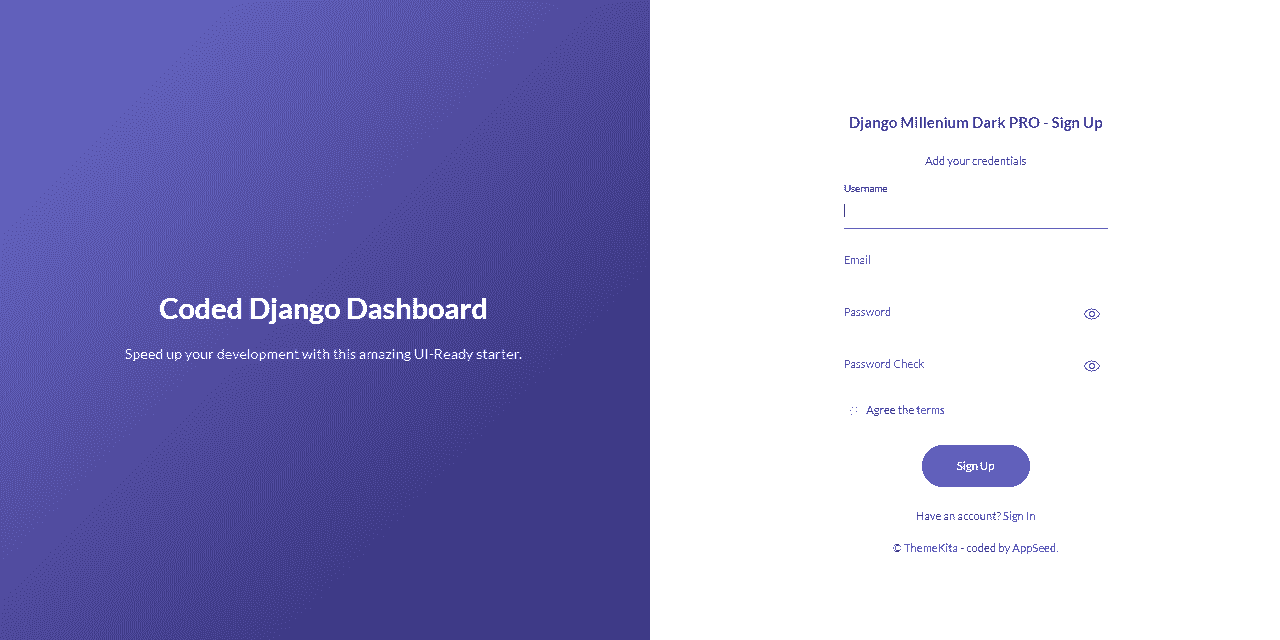 Coded Django Dashboard
Speed up your development with this amazing UI-Ready starter.
Django Millenium Dark PRO - Sign Up
Add your credentials
Username
Email
Password
Password Check
Agree the terms
Sign Up
Have an account? Sign In
© ThemeKita - coded by AppSeed.